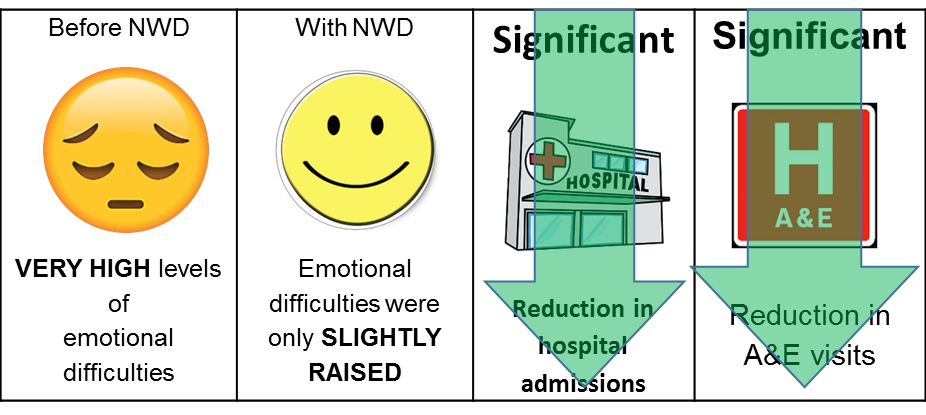 Before NWD
VERY HIGH levels
of
emotional
difficulties
With NWD
Emotional
difficulties were
only SLIGHTLY
RAISED
Significant
HOSPITAL
Reduction in
hospital
admissions
Significant
H
A&E
Reduction in
A&E visits